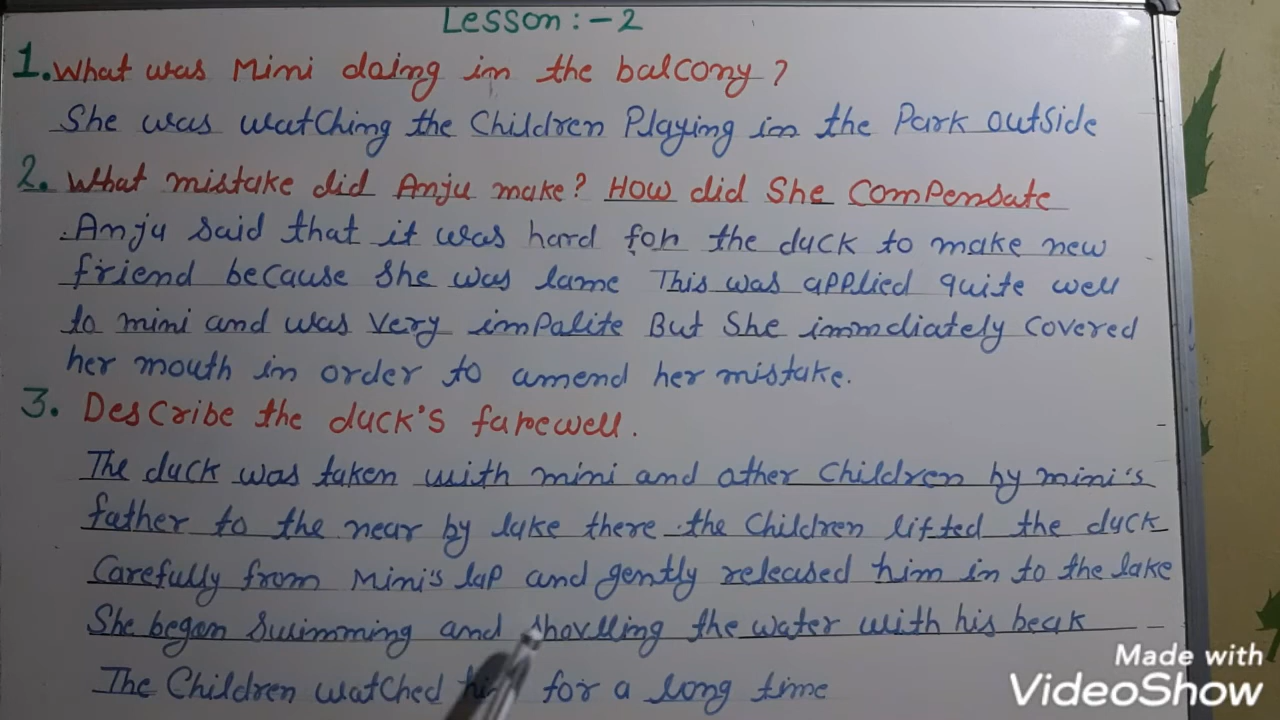 Lesson :- 2
1. What was Mini doing in the balcony?
She was watching the Children Playing in the Park outside
2. What mistake did Anju make? How did She Compensate
Anju said that it was hard for the duck to make new
friend because she was lame This was applied quite well
to mini and was very impolite But She immdiately Covered
her mouth in order to amend her mistake.
3. Describe the duck's farewell.
The duck was taken with mini and other Children by mini's
father to the near by lake there the Children lifted the duck
Carefully from Mini's lap and gently released him in to the lake
She began Swimming and shovlling the water with his beak
The Children watched for a long time
Made with
VideoShow